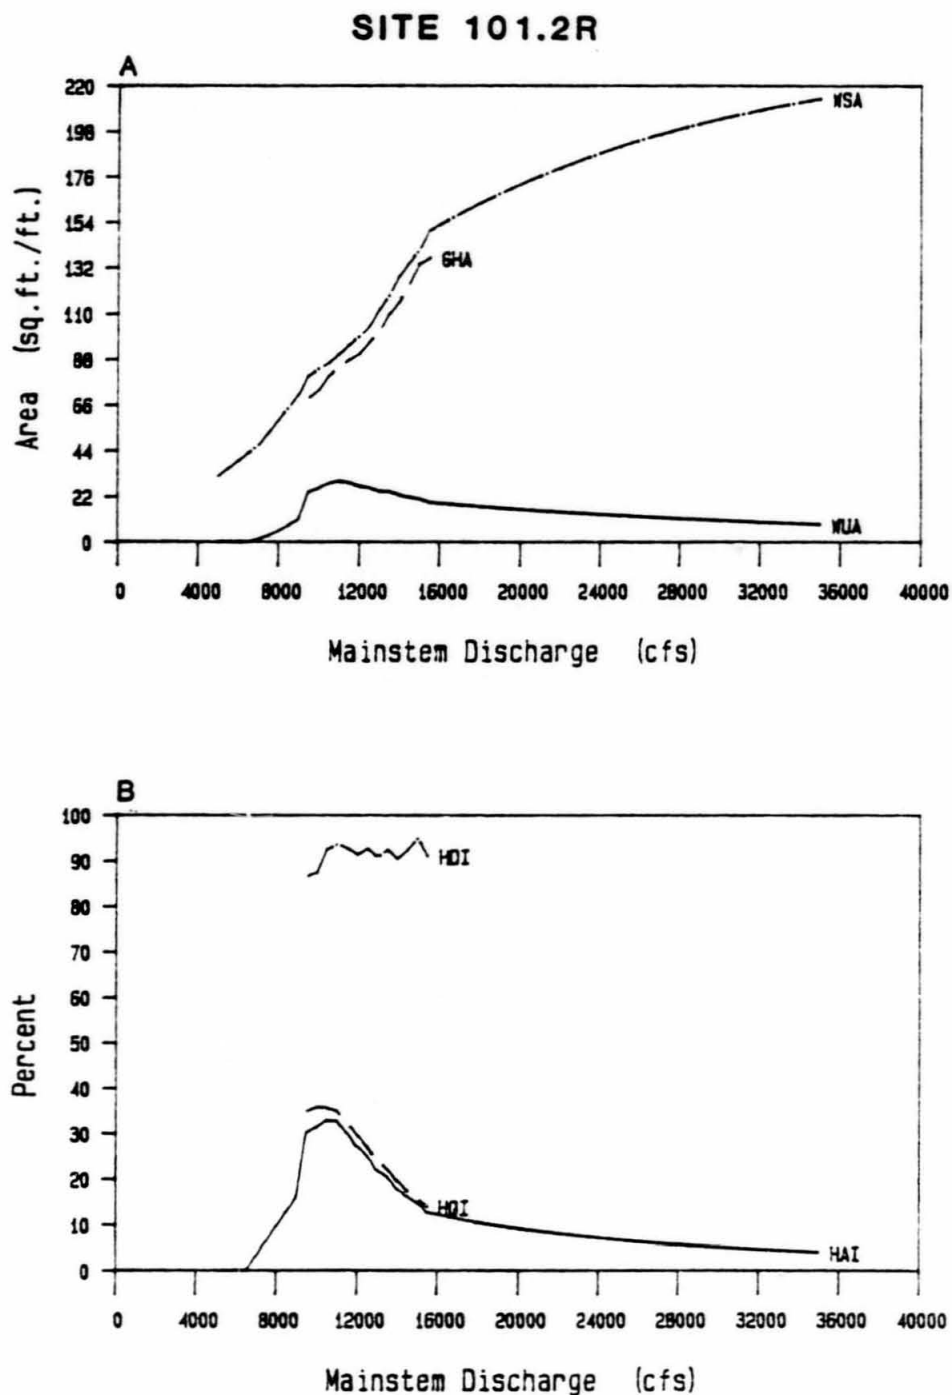 SITE 101.2R
A
220
198
176
154
132
110
88
66
44
22
0
Area (sq.ft./ft.)
WSA
GHA
WUA
0 4000 8000 12000 16000 20000 24000 28000 32000 36000 40000
Mainstem Discharge (cfs)
B
100
90
80
70
60
50
40
30
20
10
0
Percent
HDI
HQI
HAI
0 4000 8000 12000 16000 20000 24000 28000 32000 36000 40000
Mainstem Discharge (cfs)